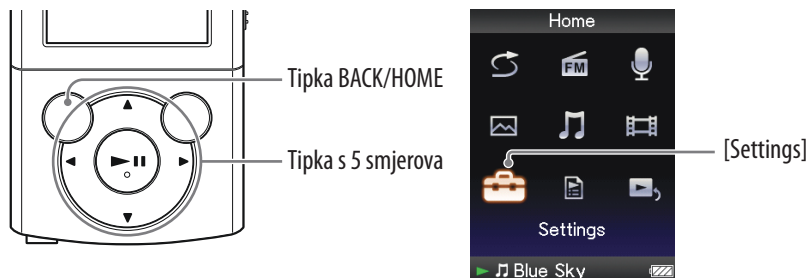 Home
FM
Tipka BACK/HOME
Tipka s 5 smjerova
[Settings]
Settings
Blue Sky